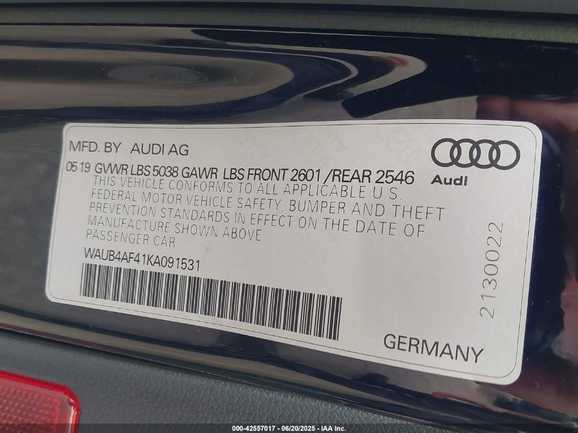 MFD. BY AUDI AG
0519 GVWR LBS 5038 GAWR LBS FRONT 2601 /REAR 2546
THIS VEHICLE CONFORMS TO ALL APPLICABLE U S
FEDERAL MOTOR VEHICLE SAFETY, BUMPER AND THEFT
PREVENTION STANDARDS IN EFFECT ON THE DATE OF
MANUFACTURE SHOWN ABOVE
PASSENGER CAR
WAUB4AF41KA091531
Audi
2130022
GERMANY
000-42557017 - 06/20/2025 - IAA Inc.